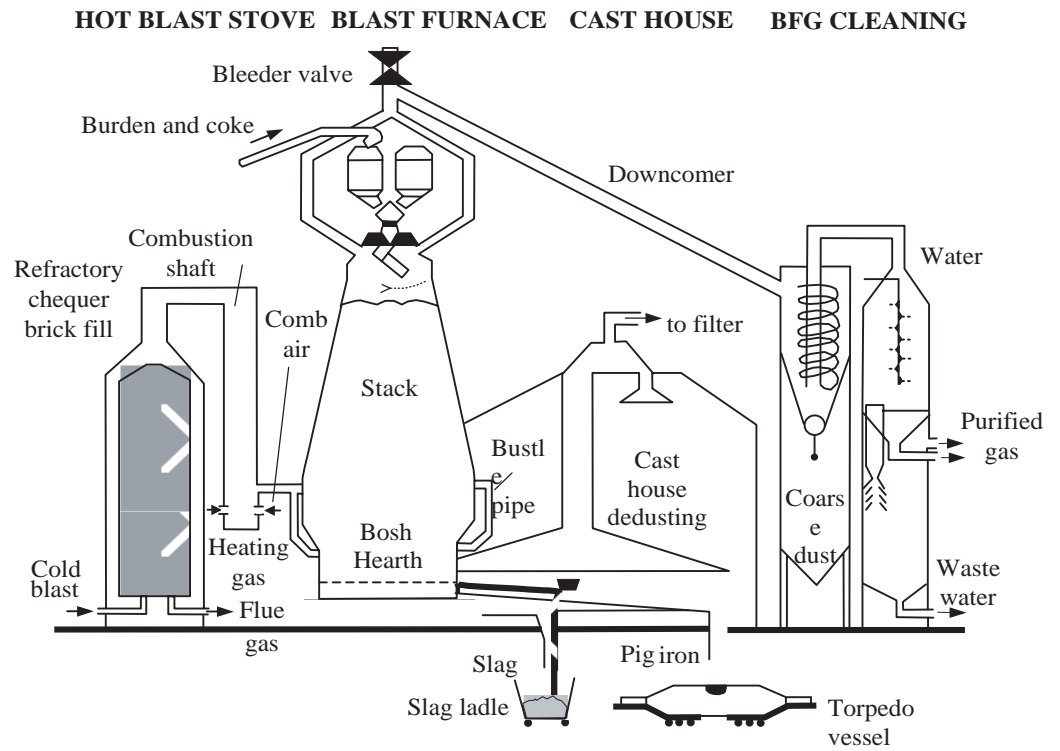 HOT BLAST STOVE BLAST FURNACE CAST HOUSE BFG CLEANING
Bleeder valve
Burden and coke
Downcomer
Combustion
shaft
Water
Refractory
chequer
brick fill
Comb
air
to filter
Stack
Purified
gas
Bustl
e
pipe
Cast
house
dedusting
Coars
e
dust
Bosh
Hearth
Heating
gas
Cold
blast
Flue
gas
Waste
water
Slag
Pig iron
Slag ladle
Torpedo
vessel